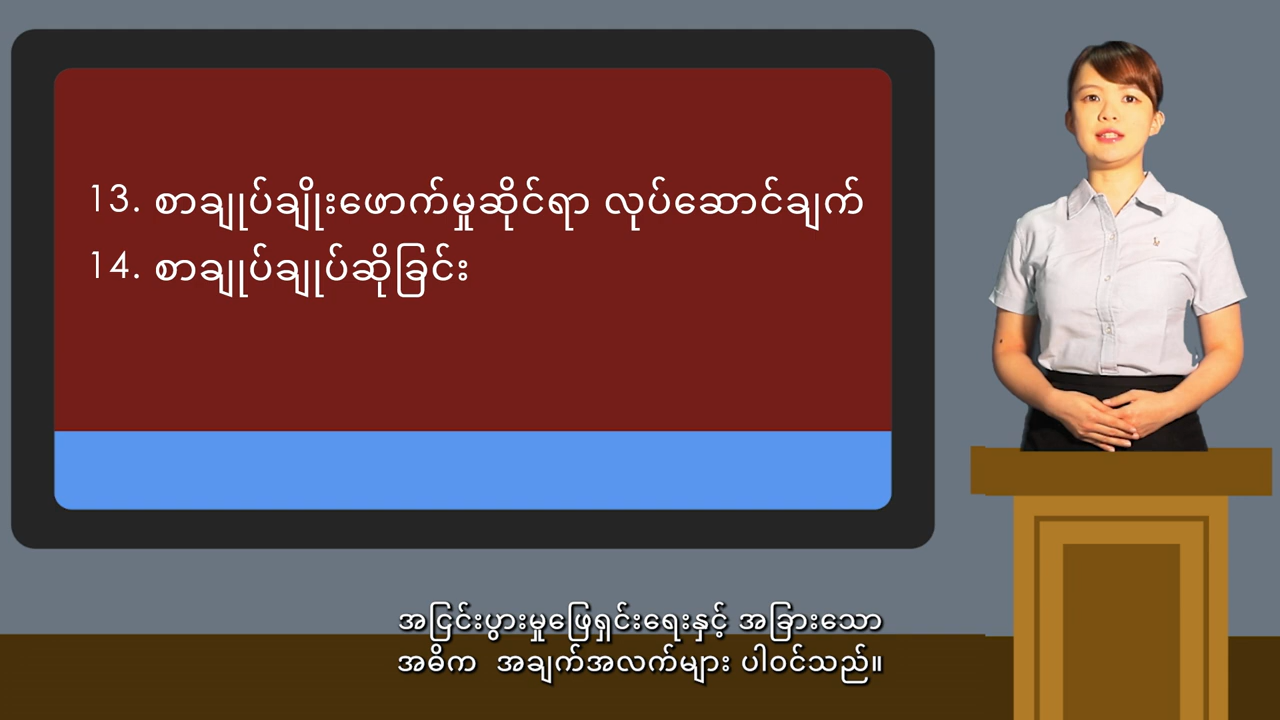 13. စာချုပ်ချိုးဖောက်မှုဆိုင်ရာ လုပ်ဆောင်ချက်
14. စာချုပ်ချုပ်ဆိုခြင်း
အငြင်းပွားမှုဖြေရှင်းရေးနှင့် အခြားသော
အဓိက အချက်အလက်များ ပါဝင်သည်။